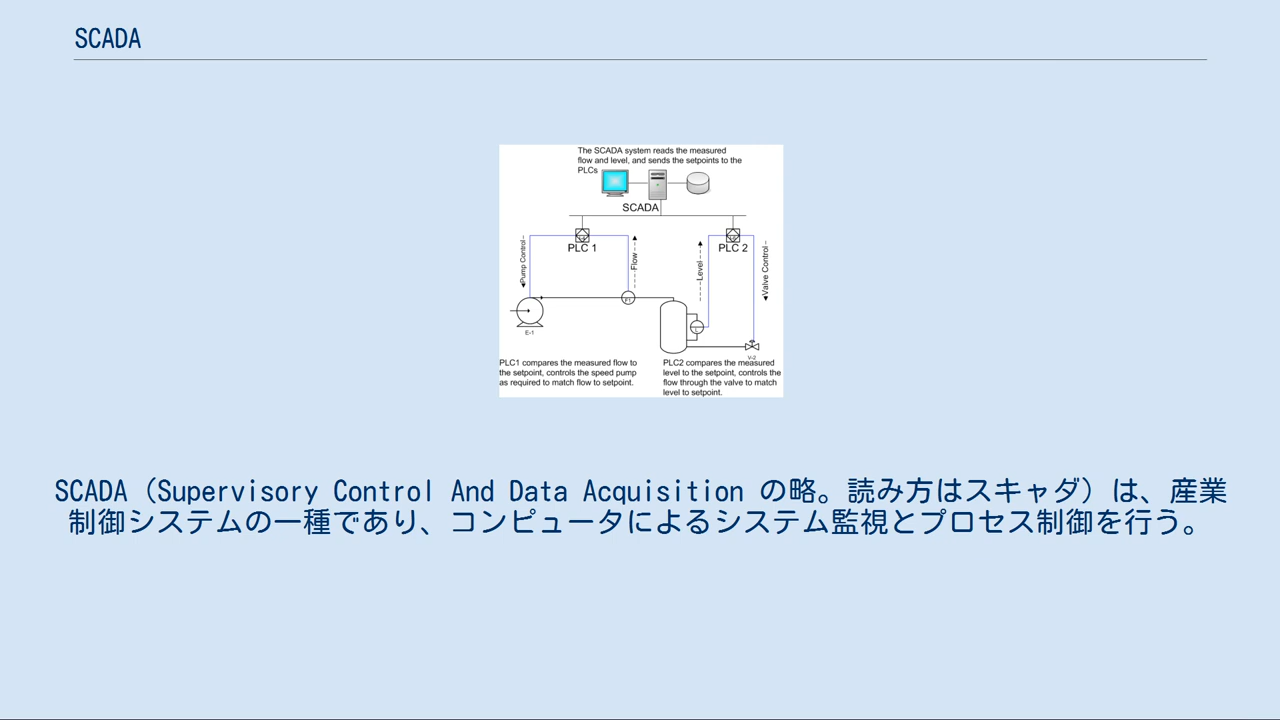 SCADA
The SCADA system reads the measured
flow and level, and sends the setpoints to the
PLCs
SCADA
PLC 1
PLC 2
Pump Control
Flow
Level
Valve Control
E-1
V-2
PLC1 compares the measured flow to
the setpoint, controls the speed pump
as required to match flow to setpoint.
PLC2 compares the measured
level to the setpoint, controls the
flow through the valve to match
level to setpoint.
SCADA（Supervisory Control And Data Acquisition の略。読み方はスキャダ）は、産業
制御システムの一種であり、コンピュータによるシステム監視とプロセス制御を行う。